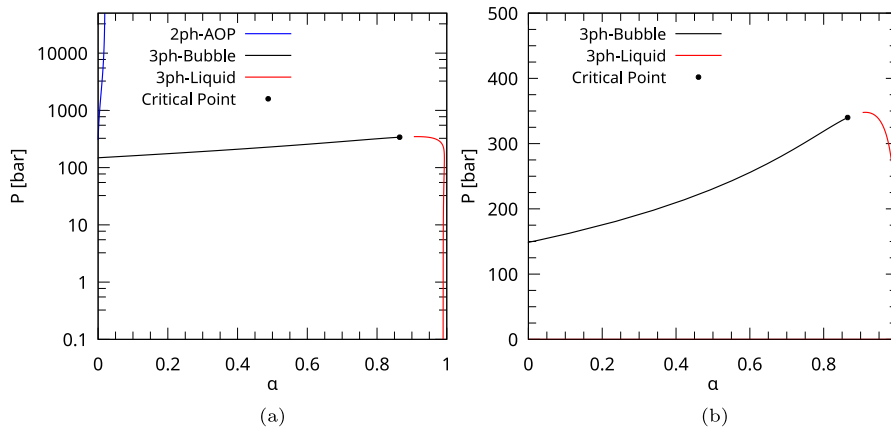 2ph-AOP
3ph-Bubble
3ph-Liquid
Critical Point
10000
1000
100
10
1
0.1
P [bar]
0
0.2
0.4
0.6
0.8
1
α
(a)
3ph-Bubble
3ph-Liquid
Critical Point
500
400
300
200
100
0
P [bar]
0
0.2
0.4
0.6
0.8
α
(b)